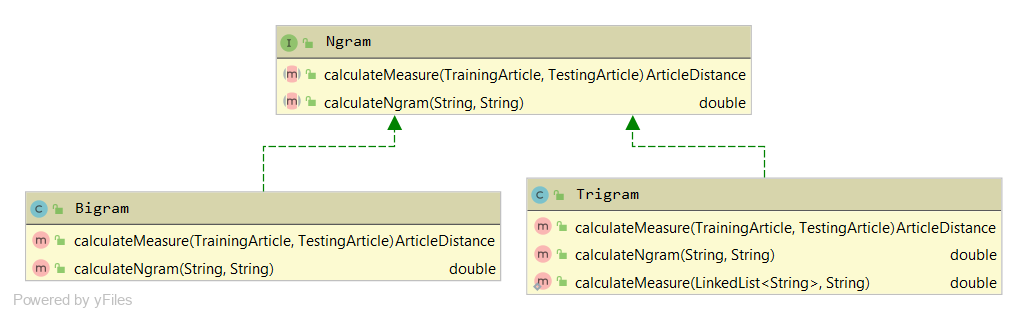 I Ngram
m calculateMeasure(TrainingArticle, TestingArticle) ArticleDistance
m calculateNgram(String, String) double
C Bigram
m calculateMeasure(TrainingArticle, TestingArticle) ArticleDistance
m calculateNgram(String, String) double
C Trigram
m calculateMeasure(TrainingArticle, TestingArticle) ArticleDistance
m calculateNgram(String, String) double
m calculateMeasure(LinkedList<String>, String) double
Powered by yFiles